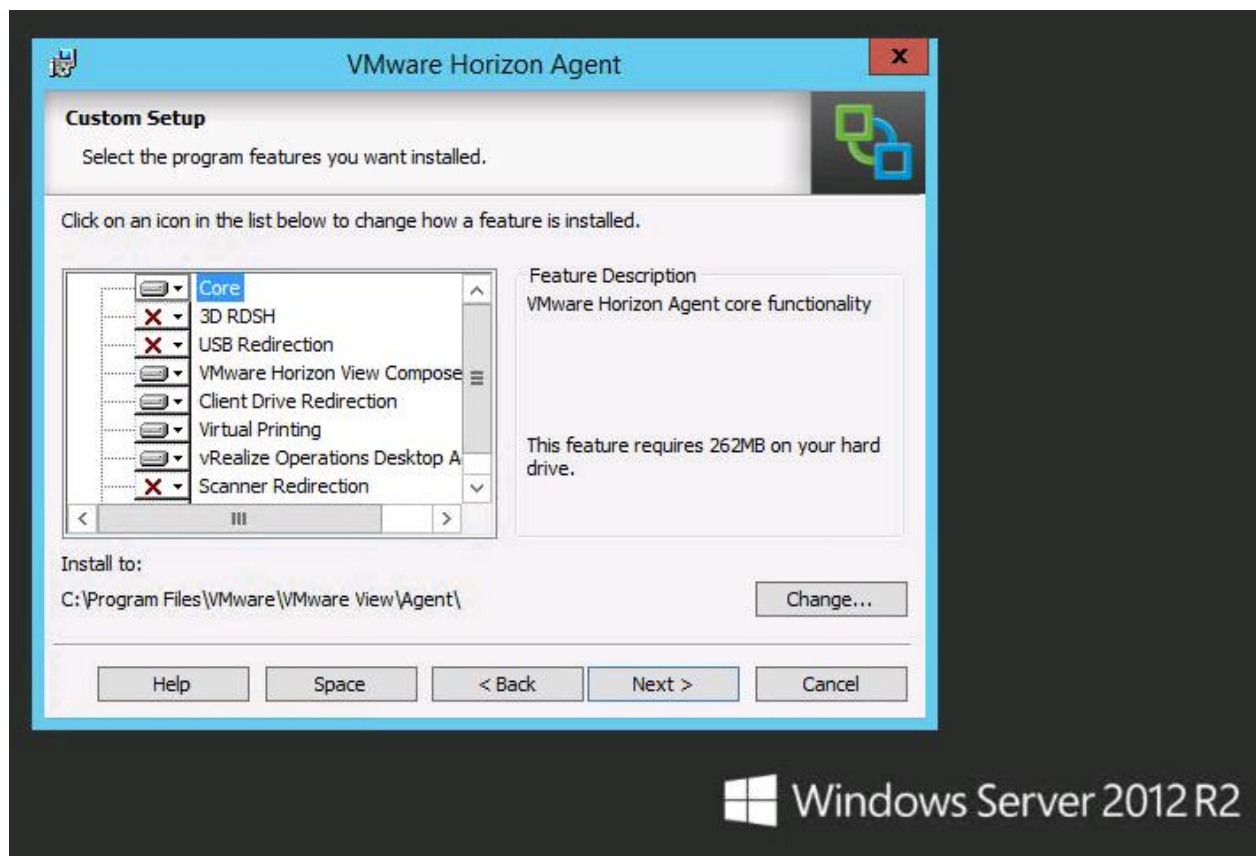 VMware Horizon Agent
x
Custom Setup
Select the program features you want installed.
Click on an icon in the list below to change how a feature is installed.
Core
3D RDSH
USB Redirection
VMware Horizon View Compose
Client Drive Redirection
Virtual Printing
vRealize Operations Desktop A
Scanner Redirection
Feature Description
VMware Horizon Agent core functionality
This feature requires 262MB on your hard
drive.
Install to:
C:\Program Files\VMware\VMware View\Agent\
Change...
Help
Space
< Back
Next >
Cancel
Windows Server 2012 R2